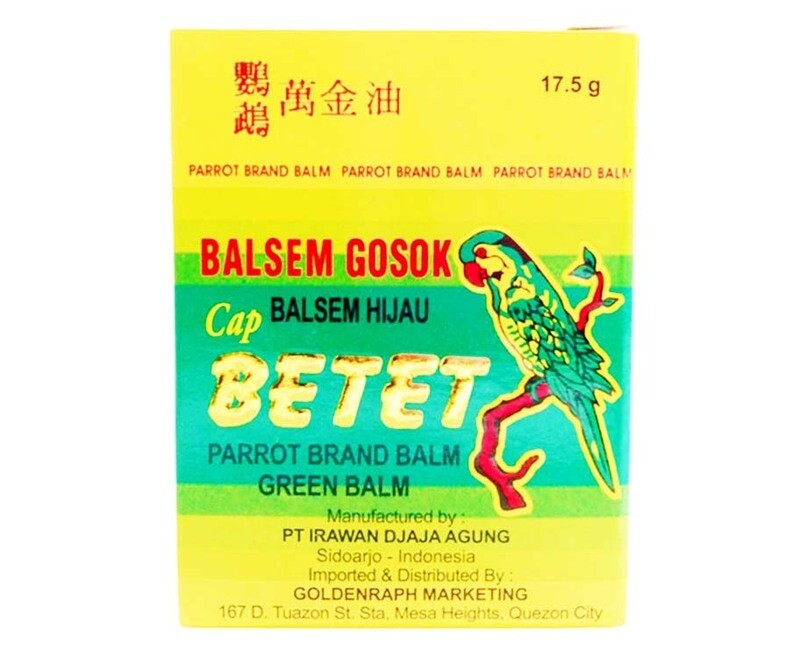 鸚鵡 萬金油
17.5 g
PARROT BRAND BALM PARROT BRAND BALM PARROT BRAND BALM
BALSEM GOSOK
BALSEM HIJAU
Cap
BETET
PARROT BRAND BALM
GREEN BALM
Manufactured by :
PT IRAWAN DJAJA AGUNG
Sidoarjo - Indonesia
Imported & Distributed By :
GOLDENRAPH MARKETING
167 D. Tuazon St. Sta, Mesa Heights, Quezon City